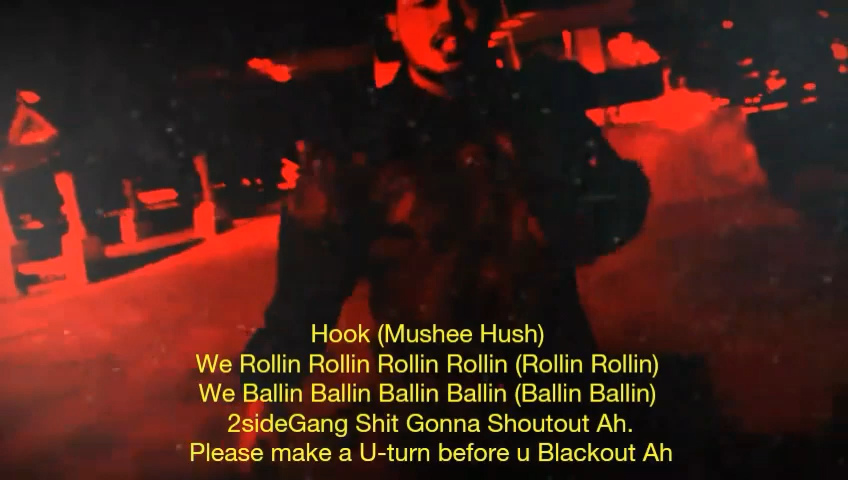 Hook (Mushee Hush)
We Rollin Rollin Rollin Rollin (Rollin Rollin)
We Ballin Ballin Ballin Ballin (Ballin Ballin)
2sideGang Shit Gonna Shoutout Ah.
Please make a U-turn before u Blackout Ah